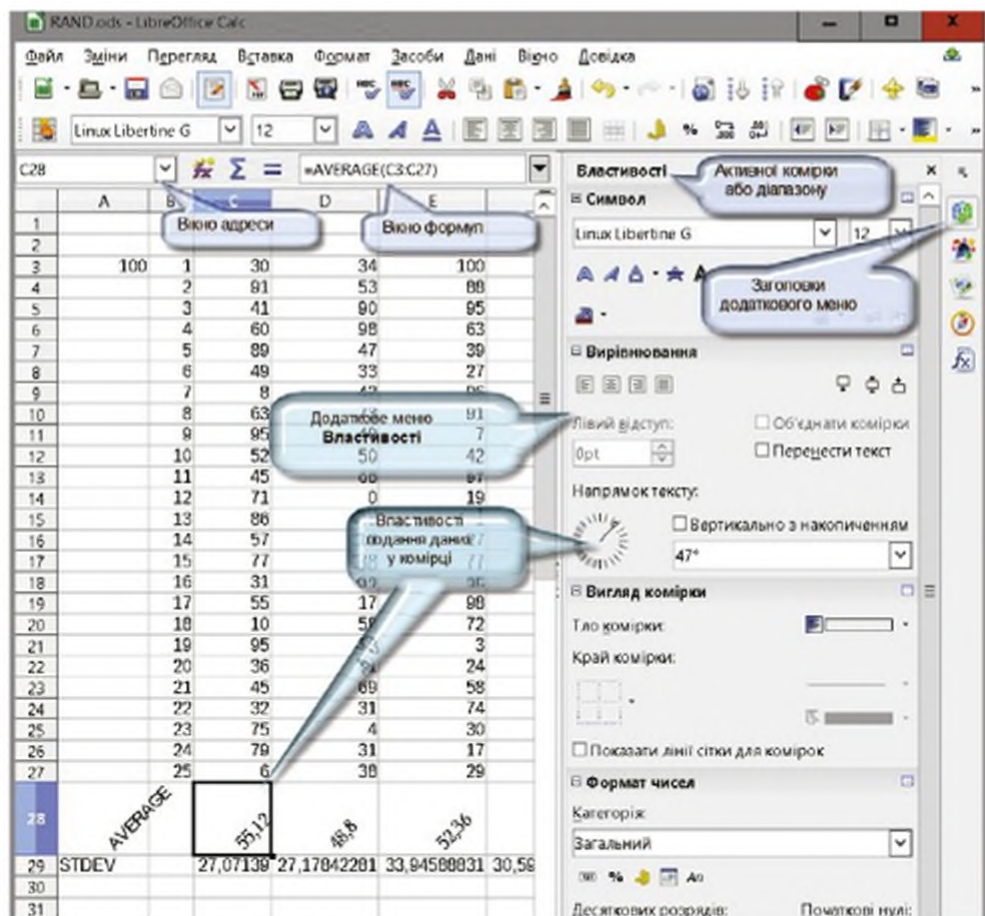 RAND.ods - LibreOffice Calc
Файл Зміни Перегляд Вставка Формат Засоби Дані Вікно Довідка
Linux Libertine G 12
C28 =AVERAGE(C3:C27)
Вікно адреси
Вікно формул
A B C D E
1
2
3 100 1 30 34 100
4 2 91 53 88
5 3 41 90 95
6 4 60 98 63
7 5 89 47 39
8 6 49 33 27
9 7 8
10 8 63 91
11 9 95 7
12 10 52 50 42
13 11 45
14 12 71 0 19
15 13 86
16 14 57
17 15 77 77
18 16 31
19 17 55 17 98
20 18 10 72
21 19 95 3
22 20 36 24
23 21 45 69 58
24 22 32 31 74
25 23 75 4 30
26 24 79 31 17
27 25 6 38 29
28 AVERAGE 55,12 48,8 52,36
29 STDEV 27,07139 27,17842281 33,94588831 30,59
30
31
Додаткове меню
Властивості
Властивості
подання даних
у комірці
Властивості
Активної комірки
або діапазону
Символ
Linux Libertine G 12
Заголовки
додаткового меню
Вирівнювання
Лівий відступ:
Об'єднати комірки
0pt
Перенести текст
Напрямок тексту:
Вертикально з накопиченням
47°
Вигляд комірки
Тло комірки:
Край комірки:
Показати лінії сітки для комірок
Формат чисел
Категорія:
Загальний
Десяткових розрядів: Початкові нулі: